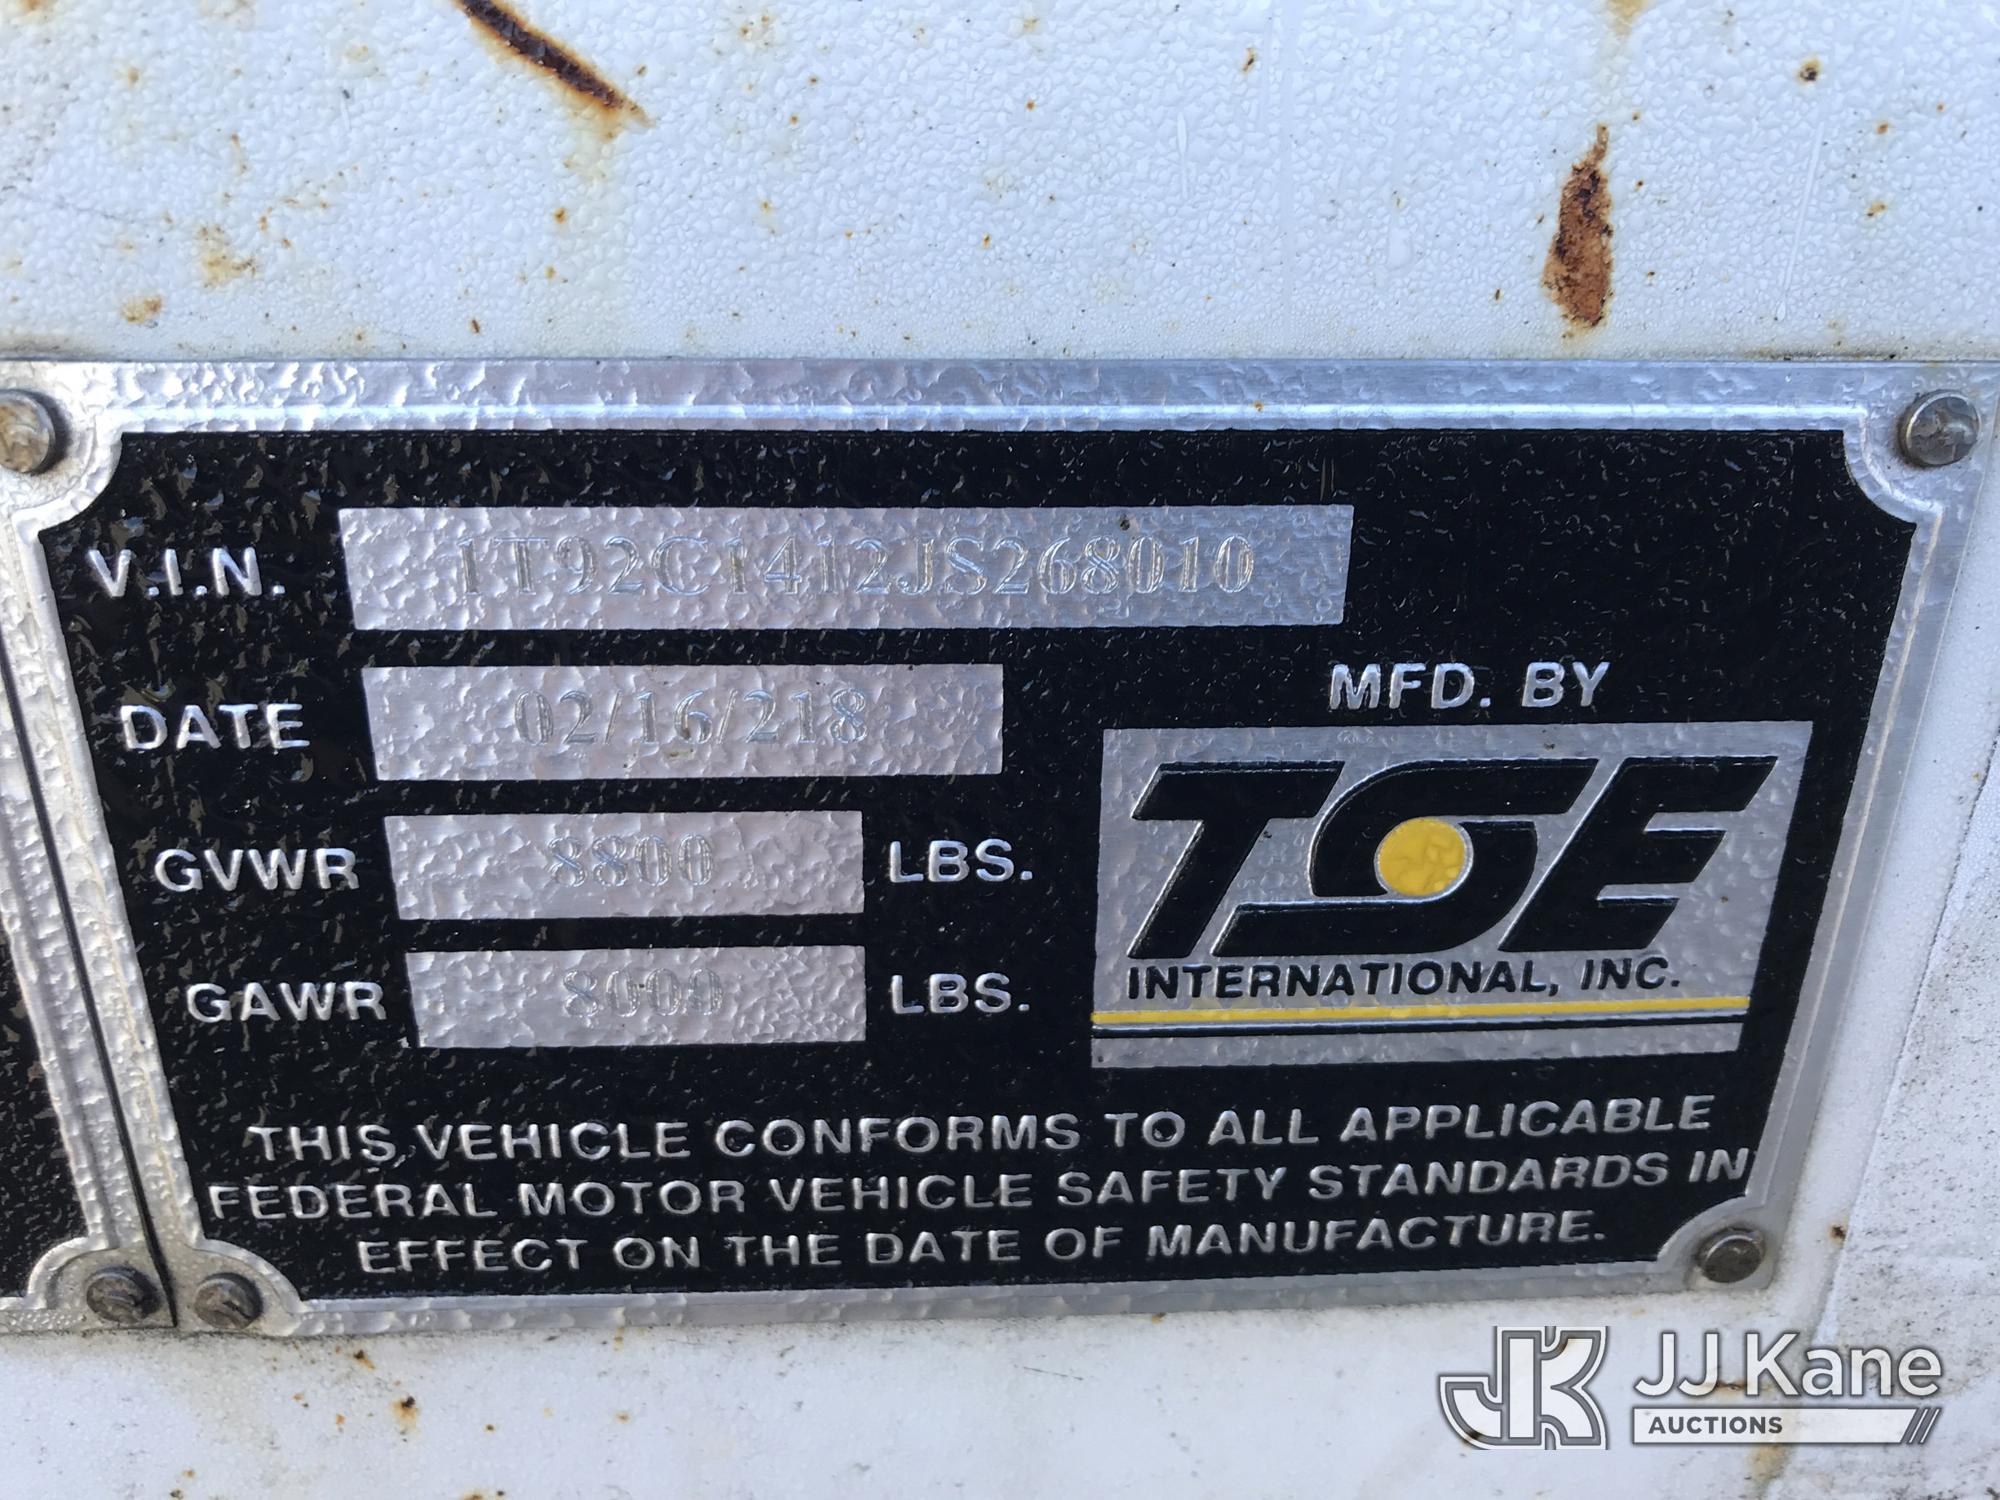 V.I.N. 1T92C1412JS268010
DATE 02/16/218
GVWR 8800 LBS.
GAWR 8000 LBS.
MFD. BY
TSE
INTERNATIONAL, INC.
THIS VEHICLE CONFORMS TO ALL APPLICABLE
FEDERAL MOTOR VEHICLE SAFETY STANDARDS IN
EFFECT ON THE DATE OF MANUFACTURE.
JK JJ Kane
AUCTIONS